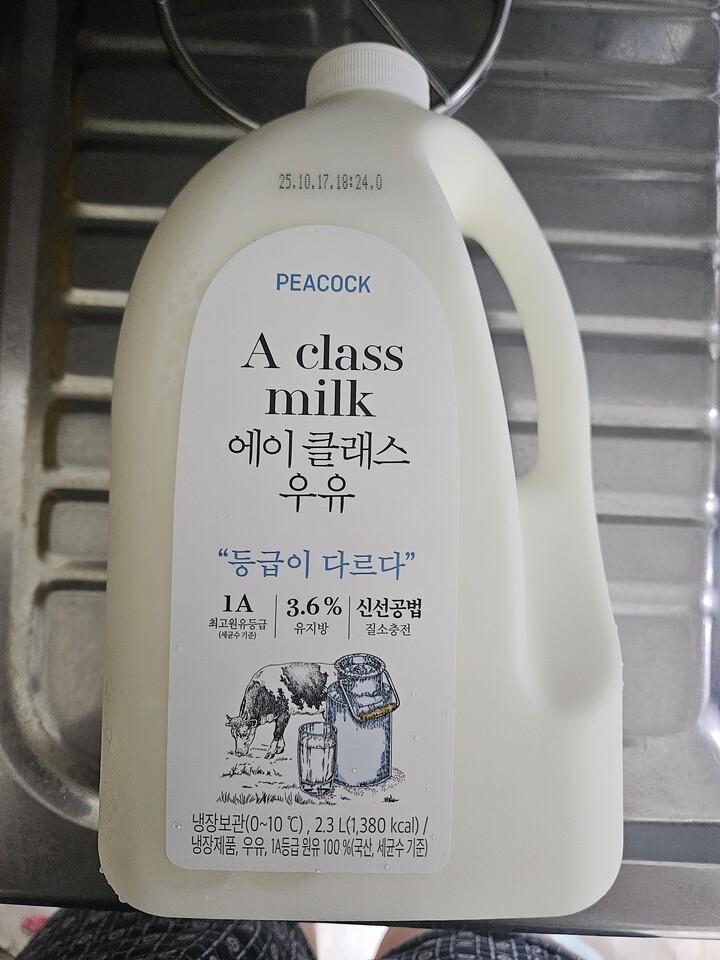 25.10.17.18:24.0
PEACOCK
A class
milk
에이 클래스
우유
“등급이 다르다”
1A
최고원유등급
(세균수 기준)
3.6 %
유지방
신선공법
질소충전
냉장보관(0~10 ℃) , 2.3 L(1,380 kcal) /
냉장제품, 우유, 1A등급 원유 100 %(국산, 세균수 기준)